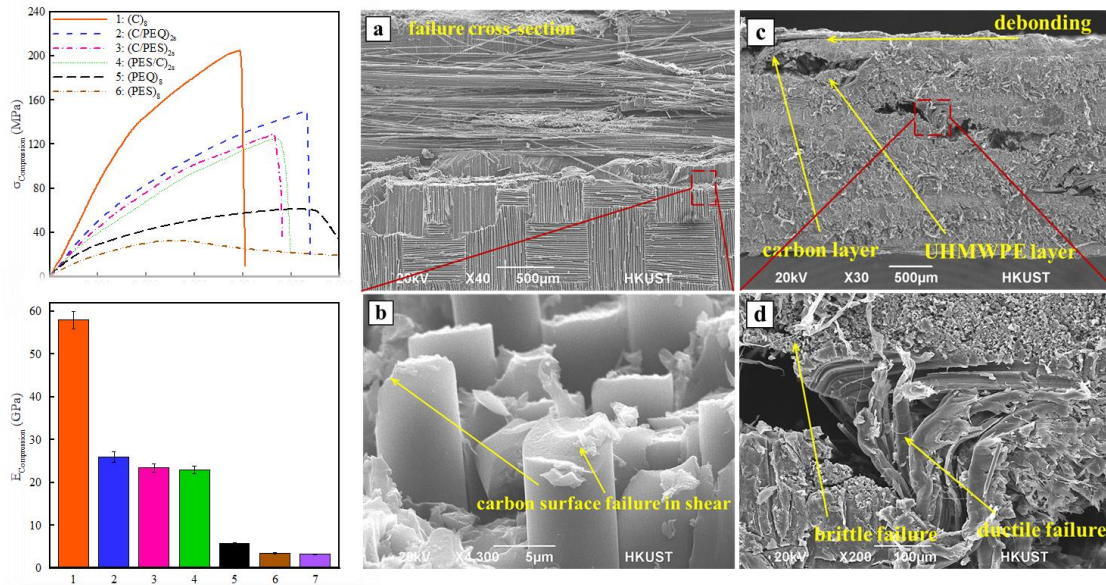 240
200
160
120
80
40
0
σCompression (MPa)
1: (C)8
2: (C/PEQ)2s
3: (C/PES)2s
4: (PES/C)2s
5: (PEQ)8
6: (PES)8
60
50
40
30
20
10
0
ECompression (GPa)
1 2 3 4 5 6 7
a
failure cross-section
20kV X40 500µm HKUST
b
carbon surface failure in shear
20kV X4,300 5µm HKUST
c
debonding
carbon layer
UHMWPE layer
20kV X30 500µm HKUST
d
brittle failure
ductile failure
20kV X200 100µm HKUST